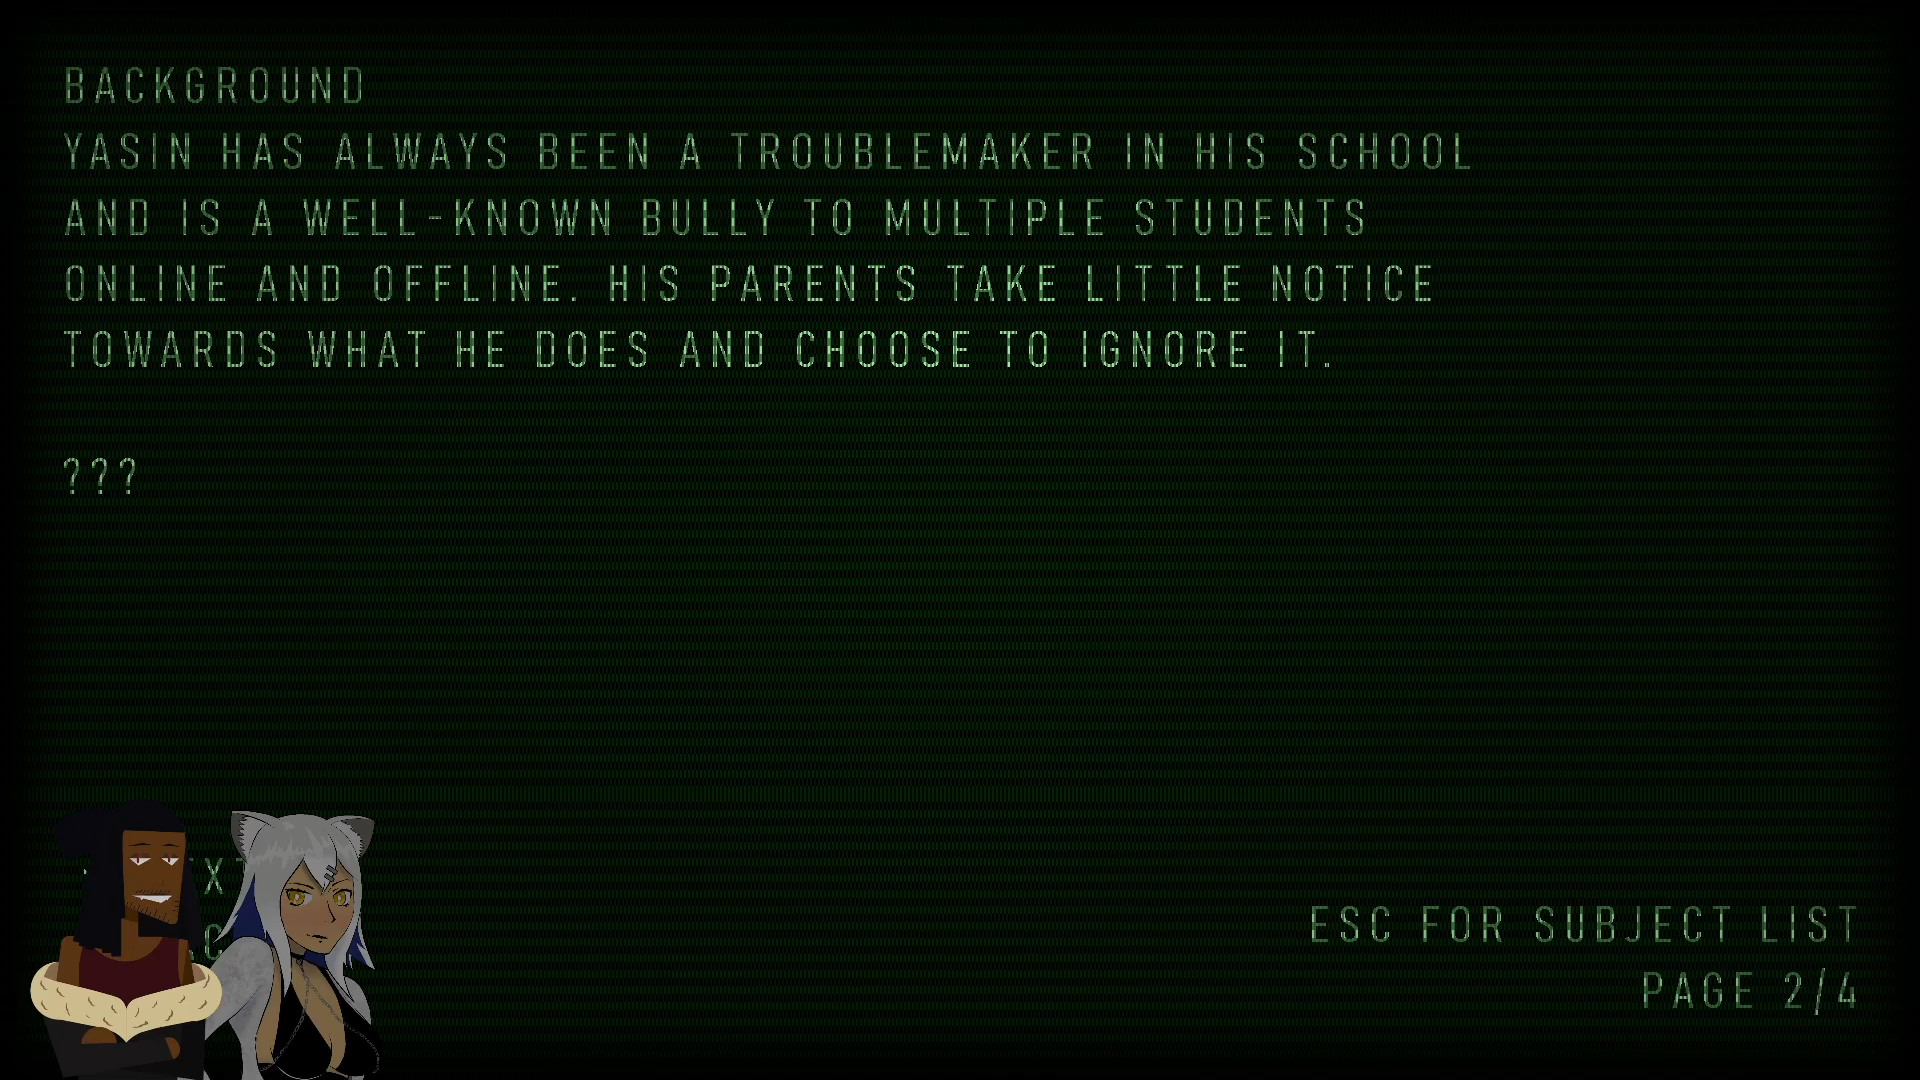 BACKGROUND
YASIN HAS ALWAYS BEEN A TROUBLEMAKER IN HIS SCHOOL
AND IS A WELL-KNOWN BULLY TO MULTIPLE STUDENTS
ONLINE AND OFFLINE. HIS PARENTS TAKE LITTLE NOTICE
TOWARDS WHAT HE DOES AND CHOOSE TO IGNORE IT.
???
ESC FOR SUBJECT LIST
PAGE 2/4